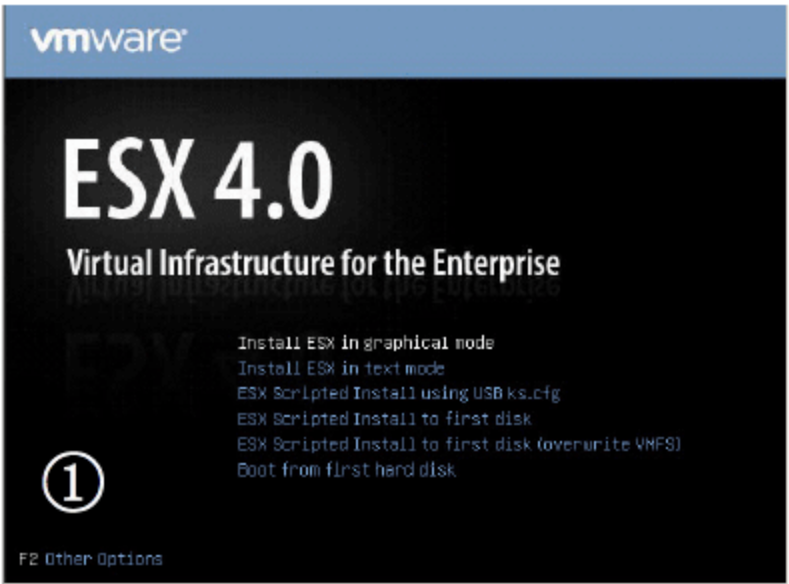 vmware®
ESX 4.0
Virtual Infrastructure for the Enterprise
Install ESX in graphical mode
Install ESX in text mode
ESX Scripted Install using USB ks.cfg
ESX Scripted Install to first disk
ESX Scripted Install to first disk (overwrite VMFS)
Boot from first hard disk
①
F2 Other Options